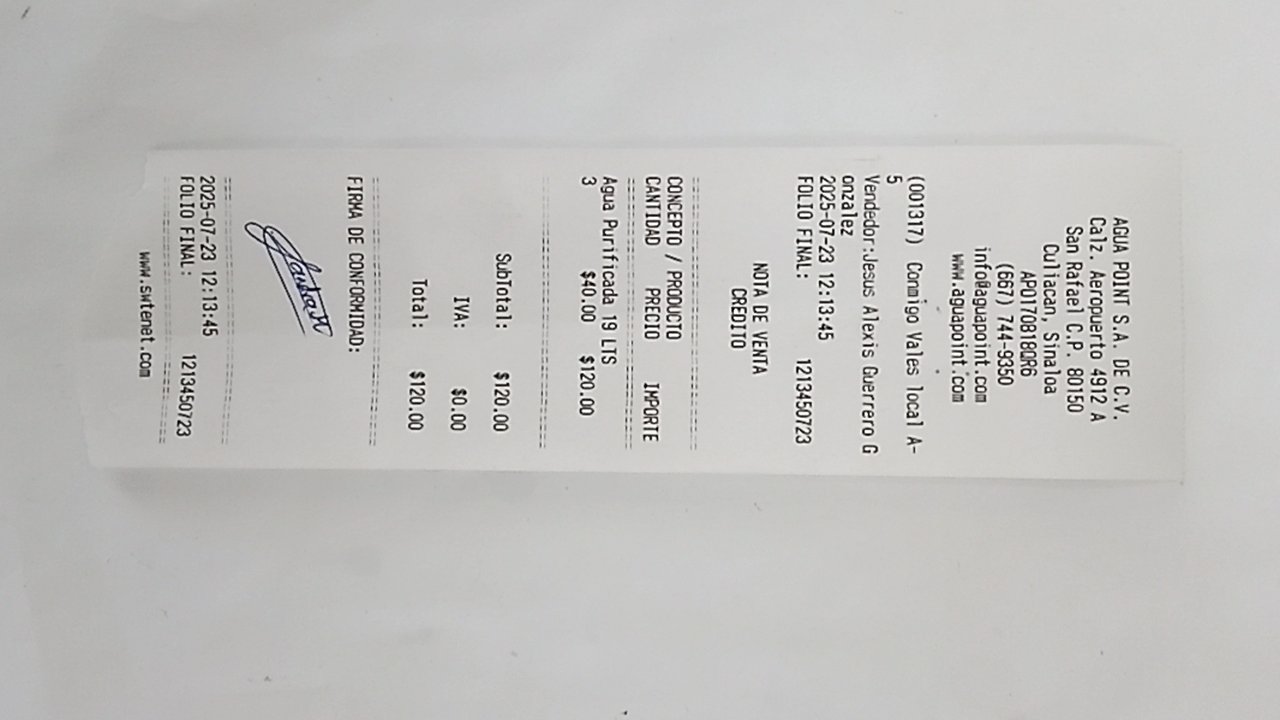 AGUA POINT S.A. DE C.V.
Calz. Aeropuerto 4912 A
San Rafael C.P. 80150
Culiacan, Sinaloa
APO170818QR6
(667) 744-9350
info@aguapoint.com
www.aguapoint.com
(001317) Conmigo Vales local A-
5
Vendedor:Jesus Alexis Guerrero G
onzalez
2025-07-23 12:13:45
FOLIO FINAL: 1213450723
NOTA DE VENTA
CREDITO
CONCEPTO / PRODUCTO
CANTIDAD PRECIO IMPORTE
Agua Purificada 19 LTS
3 $40.00 $120.00
SubTotal: $120.00
IVA: $0.00
Total: $120.00
FIRMA DE CONFORMIDAD:
2025-07-23 12:13:45
FOLIO FINAL: 1213450723
www.swtenet.com